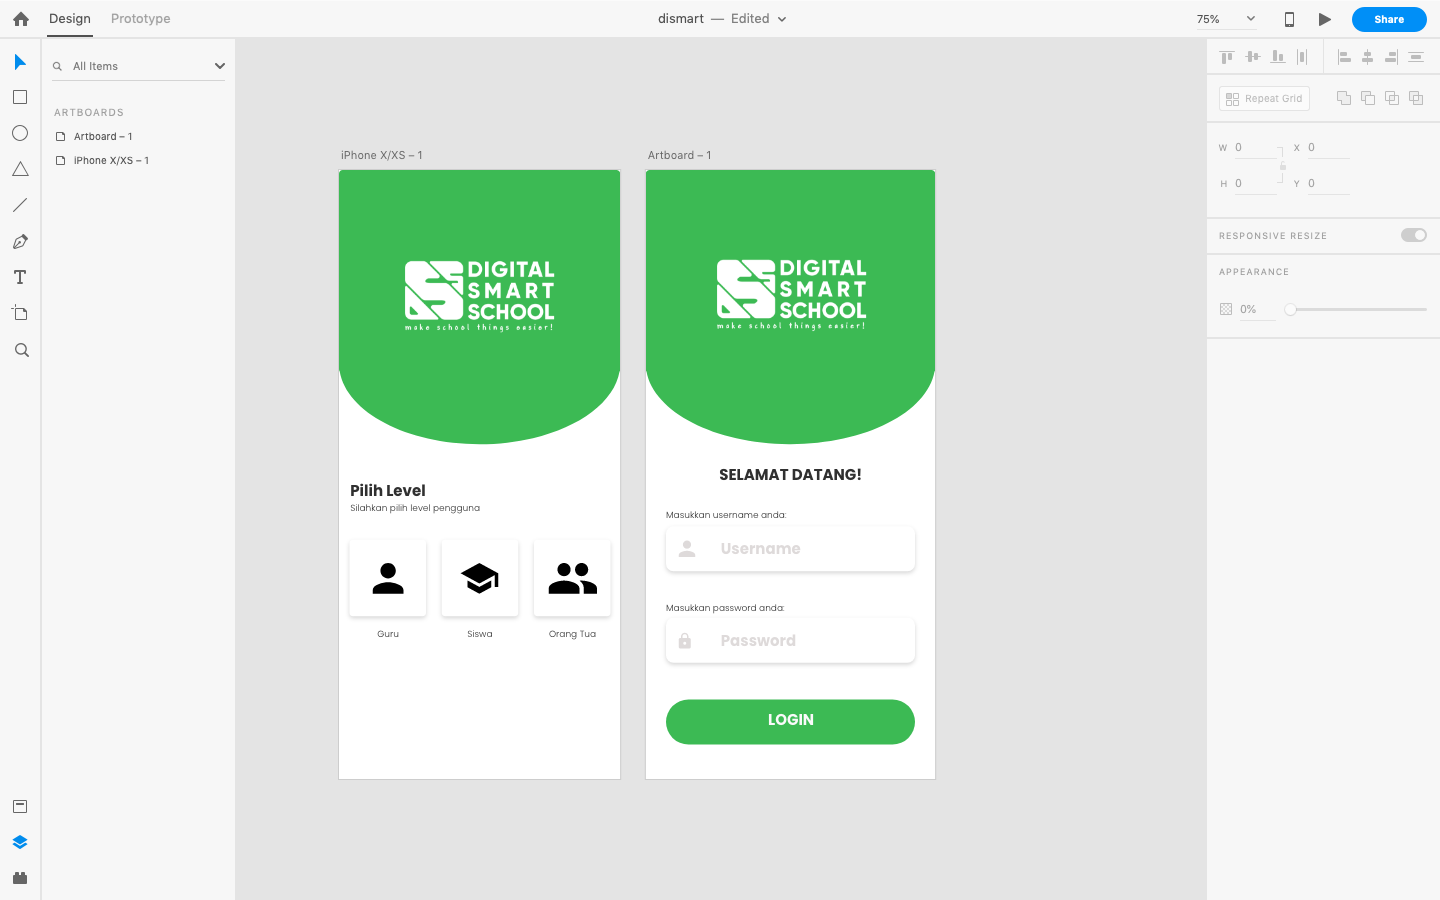 Design
Prototype
dismart — Edited
75%
Share
All Items
ARTBOARDS
Artboard – 1
iPhone X/XS – 1
iPhone X/XS – 1
DIGITAL
SMART
SCHOOL
make school things easier!
Pilih Level
Silahkan pilih level pengguna
Guru
Siswa
Orang Tua
Artboard – 1
DIGITAL
SMART
SCHOOL
make school things easier!
SELAMAT DATANG!
Masukkan username anda:
Username
Masukkan password anda:
Password
LOGIN
Repeat Grid
W 0 X 0
H 0 Y 0
RESPONSIVE RESIZE
APPEARANCE
0%